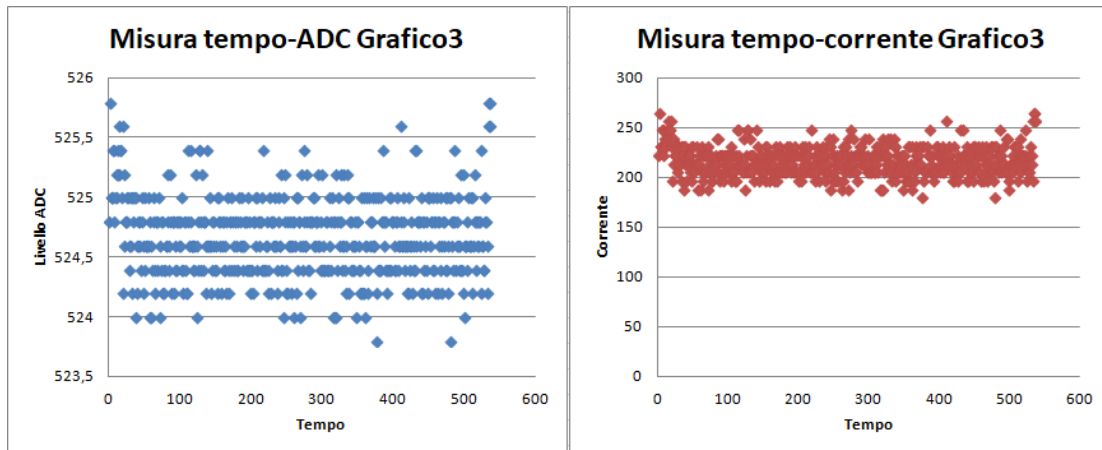 Misura tempo-ADC Grafico3
526
525,5
525
524,5
524
523,5
Livello ADC
0 100 200 300 400 500 600
Tempo
Misura tempo-corrente Grafico3
300
250
200
150
100
50
0
Corrente
0 100 200 300 400 500 600
Tempo